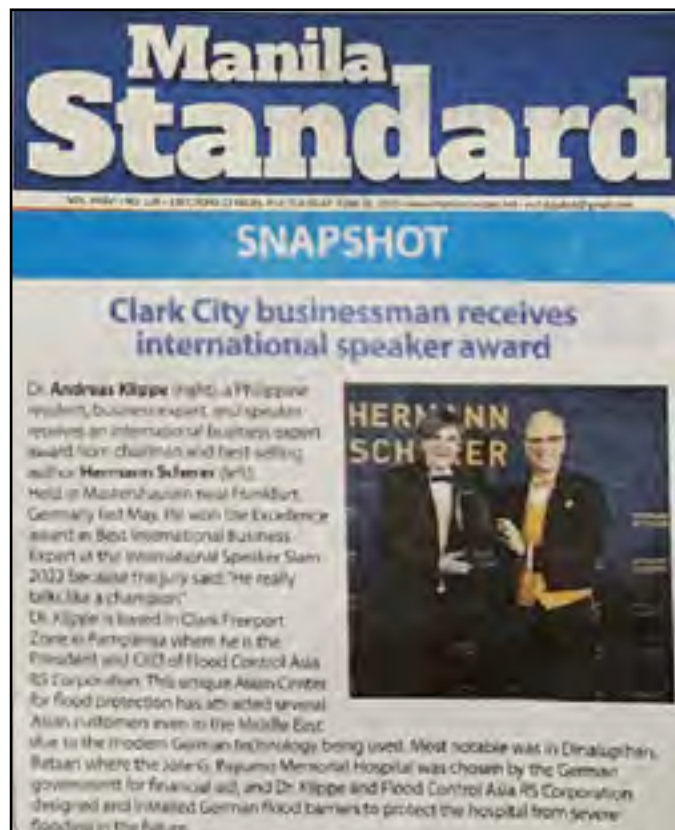 Manila
Standard
SNAPSHOT
Clark City businessman receives
international speaker award
Dr. Andreas Klippe (right), a Philippine
resident, business expert, and speaker
receives an international business expert
award from chairman and best-selling
author Hermann Scherer (left).
Held in Mastershausen near Frankfurt,
Germany last May. He won the Excellence
award in Best International Business
Expert at the International Speaker Slam
2022 because the jury said: "He really
talks like a champion."
Dr. Klippe is based in Clark Freeport
Zone in Pampanga where he is the
President and CEO of Flood Control Asia
RS Corporation. This unique Asian Center
for flood protection has attracted several
Asian customers even in the Middle East
due to the modern German technology being used. Most notable was in Dinalupihan,
Bataan where the Jose C. Payumo Memorial Hospital was chosen by the German
government for financial aid, and Dr. Klippe and Flood Control Asia RS Corporation
designed and installed German flood barriers to protect the hospital from severe
flooding in the future.
HERMANN
SCHERER